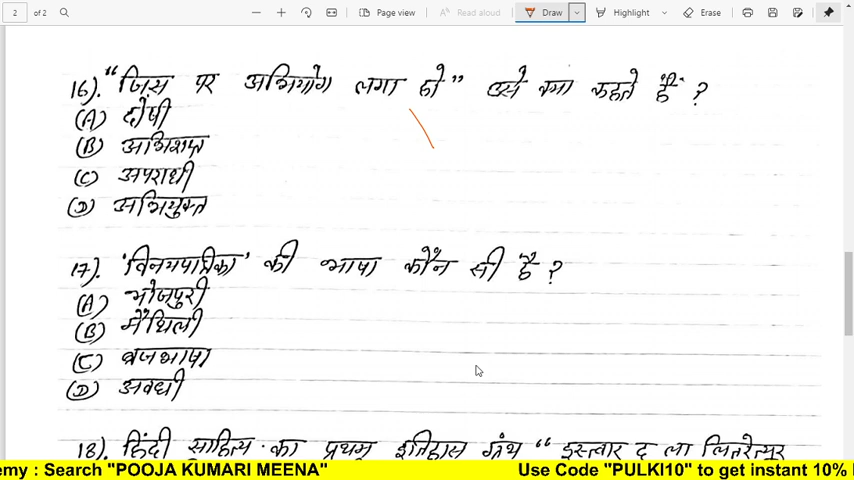 2 of 2 Page view Read aloud Draw Highlight Erase
16). "जिस पर अभियोग लगा हो" उसे क्या कहते हैं ?
(A) दोषी
(B) अभिशप्त
(C) अपराधी
(D) अभियुक्त
17). 'विनयपात्रिका' की भाषा कौन सी है ?
(A) भोजपुरी
(B) मैथिली
(C) ब्रजभाषा
(D) अवधी
18). हिंदी साहित्य का प्रथम इतिहास ग्रंथ "इस्त्वार द ला लितरेत्यूर
emy : Search "POOJA KUMARI MEENA" Use Code "PULKI10" to get instant 10%